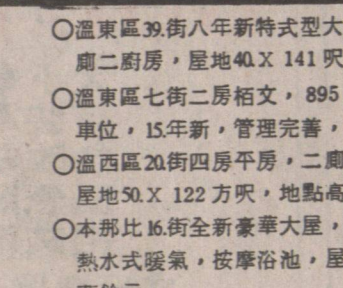 ○溫東區39.街八年新特式型大
廁二廚房，屋地40.X 141 呎
○溫東區七街二房柏文，895
車位，15.年新，管理完善，
○溫西區20.街四房平房，二廁
屋地50.X 122 方呎，地點高
○本那比16.街全新豪華大屋，
熱水式暖氣，按摩浴池，屋